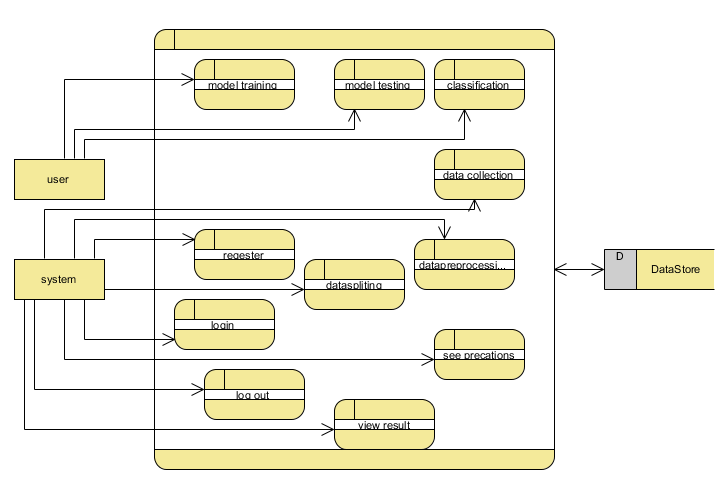 model training
model testing
classification
user
data collection
regester
datapreprocessi...
D
DataStore
system
dataspliting
login
see precations
log out
view result